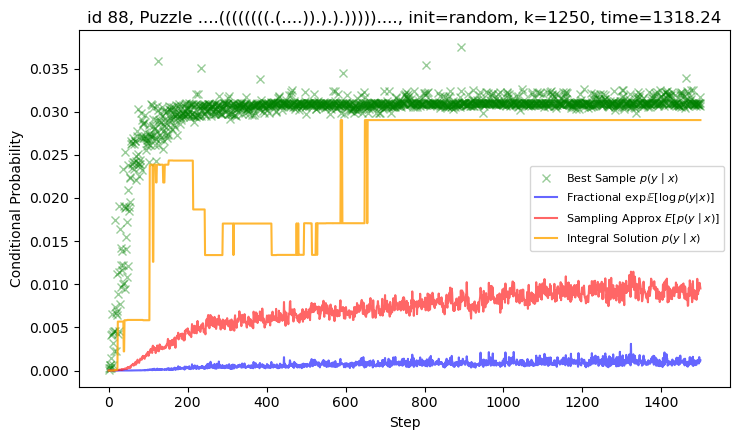 id 88, Puzzle ....((((((((.(.(....)).).).)))))...., init=random, k=1250, time=1318.24
Conditional Probability
0.035
0.030
0.025
0.020
0.015
0.010
0.005
0.000
Best Sample p(y | x)
Fractional exp 𝔼[log p(y|x)]
Sampling Approx E[p(y | x)]
Integral Solution p(y | x)
0 200 400 600 800 1000 1200 1400
Step